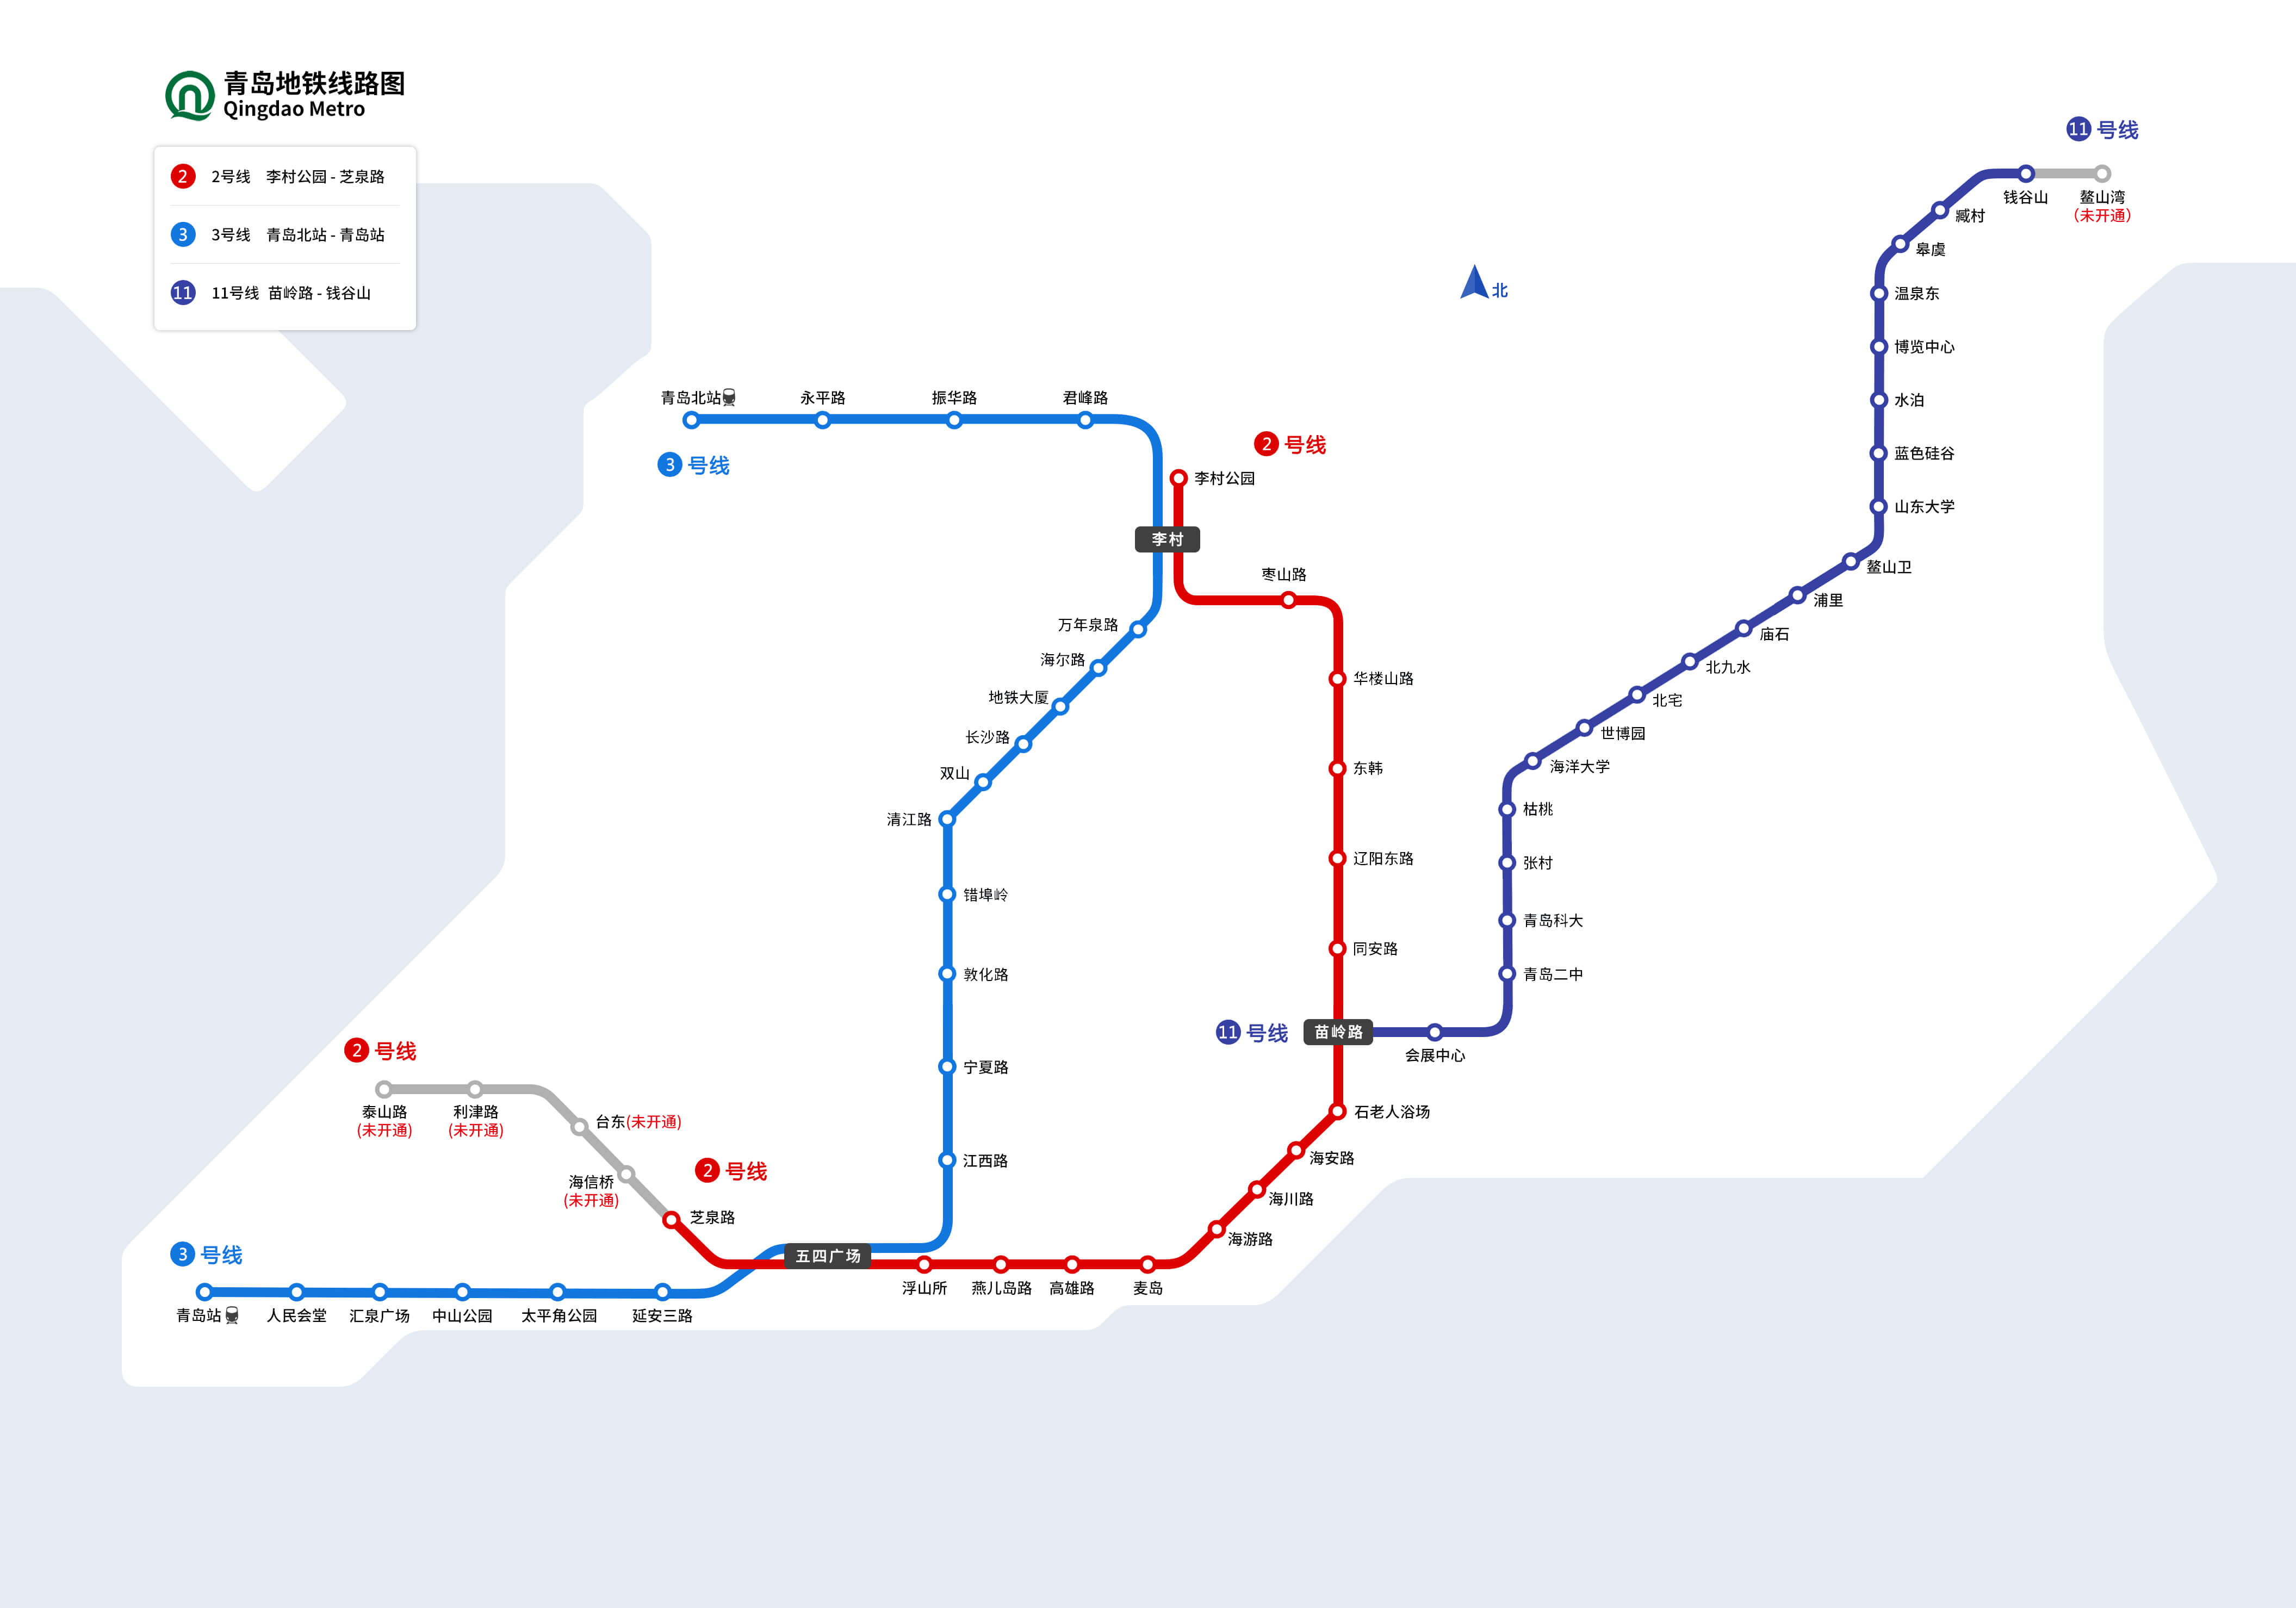 青岛地铁线路图
Qingdao Metro
2 2号线 李村公园 - 芝泉路
3 3号线 青岛北站 - 青岛站
11 11号线 苗岭路 - 钱谷山
11 号线
钱谷山
鳌山湾
(未开通)
臧村
皋虞
温泉东
博览中心
水泊
蓝色硅谷
山东大学
鳌山卫
浦里
庙石
北九水
北宅
世博园
海洋大学
枯桃
张村
青岛科大
青岛二中
会展中心
11 号线
苗岭路
北
青岛北站
永平路
振华路
君峰路
3 号线
2 号线
李村公园
李村
枣山路
万年泉路
海尔路
地铁大厦
长沙路
双山
清江路
错埠岭
敦化路
宁夏路
江西路
华楼山路
东韩
辽阳东路
同安路
石老人浴场
海安路
海川路
海游路
2 号线
泰山路
(未开通)
利津路
(未开通)
台东(未开通)
海信桥
(未开通)
2 号线
芝泉路
五四广场
浮山所
燕儿岛路
高雄路
麦岛
3 号线
青岛站
人民会堂
汇泉广场
中山公园
太平角公园
延安三路